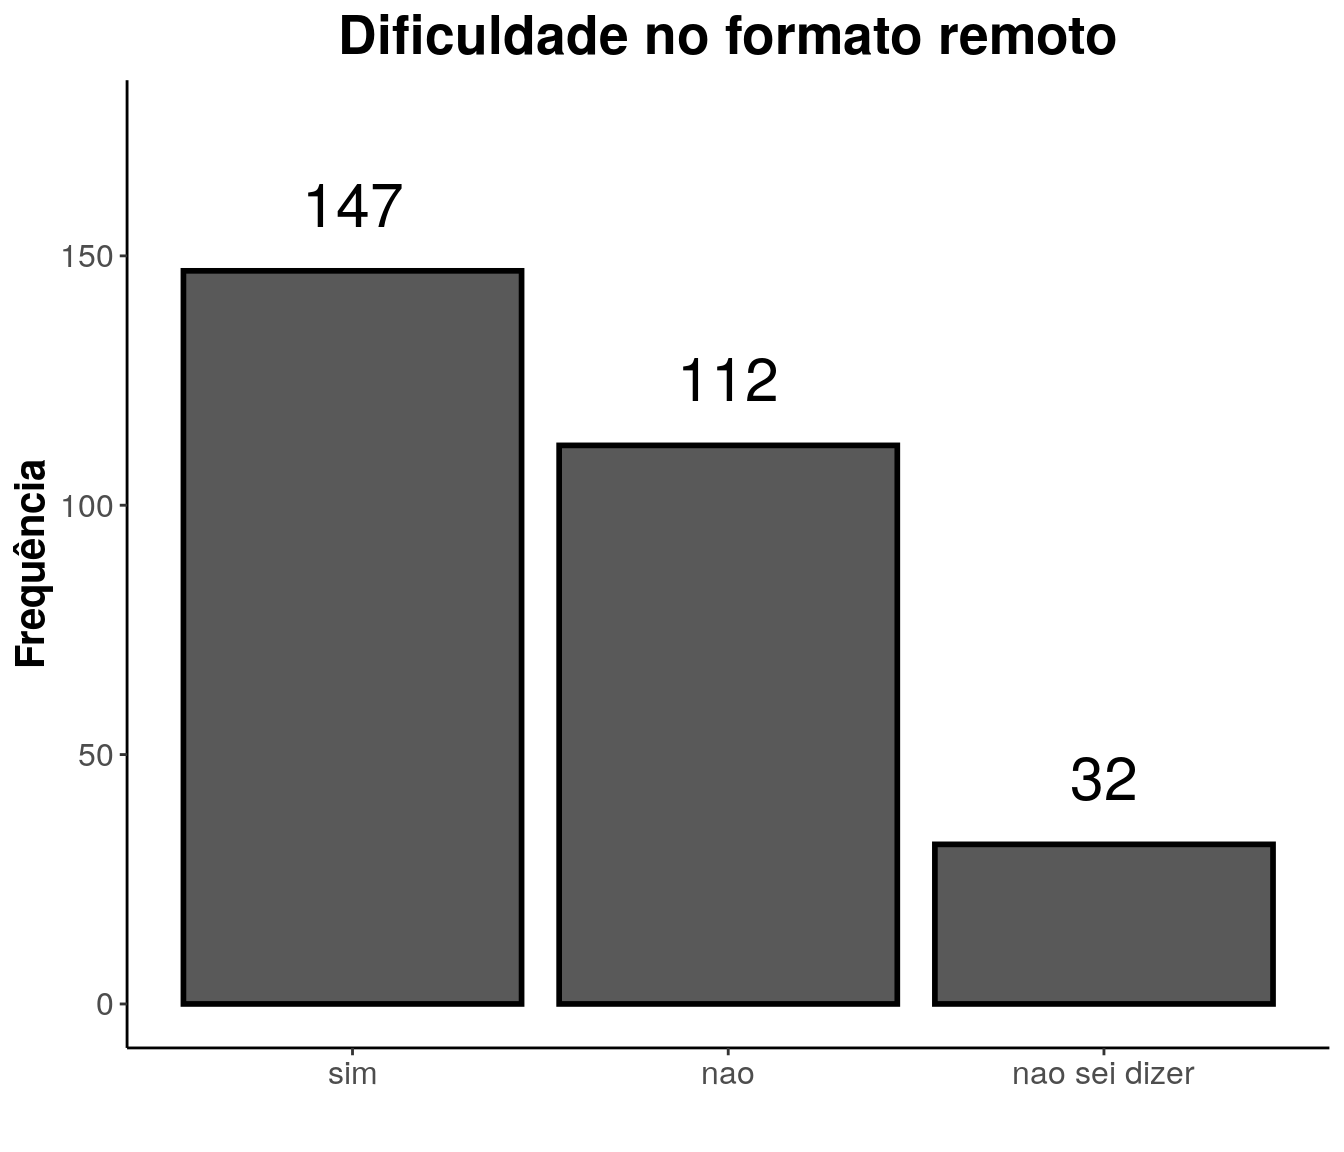 Dificuldade no formato remoto
Frequência
150
100
50
0
147
112
32
sim
nao
nao sei dizer